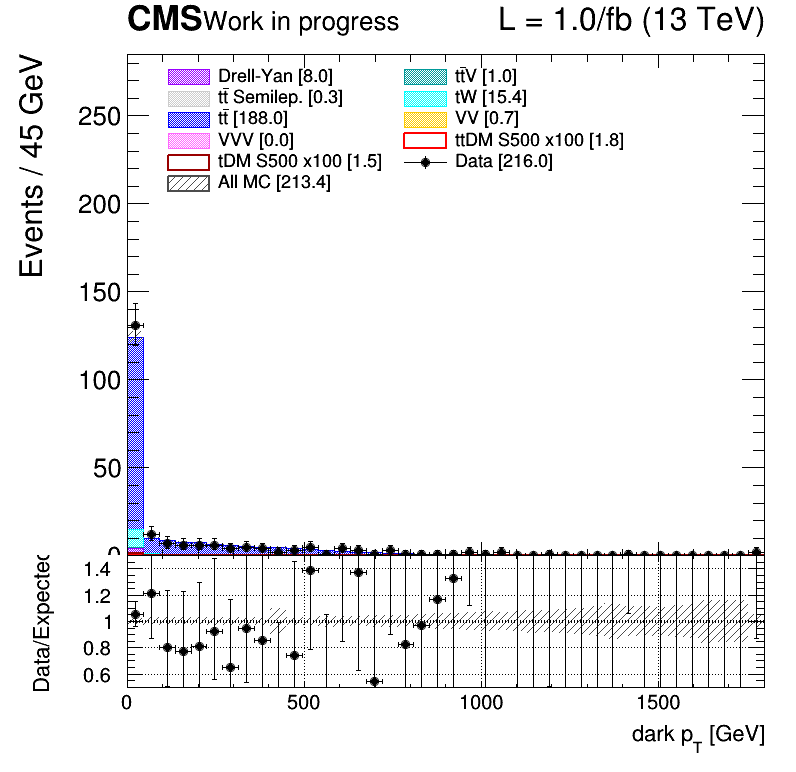 CMS Work in progress L = 1.0/fb (13 TeV)
Events / 45 GeV
Drell-Yan [8.0] tt̄V [1.0]
tt̄ Semilep. [0.3] tW [15.4]
tt̄ [188.0] VV [0.7]
VVV [0.0] ttDM S500 x100 [1.8]
tDM S500 x100 [1.5] Data [216.0]
All MC [213.4]
250
200
150
100
50
0
Data/Expected
1.4
1.2
1
0.8
0.6
0 500 1000 1500
dark p_T [GeV]